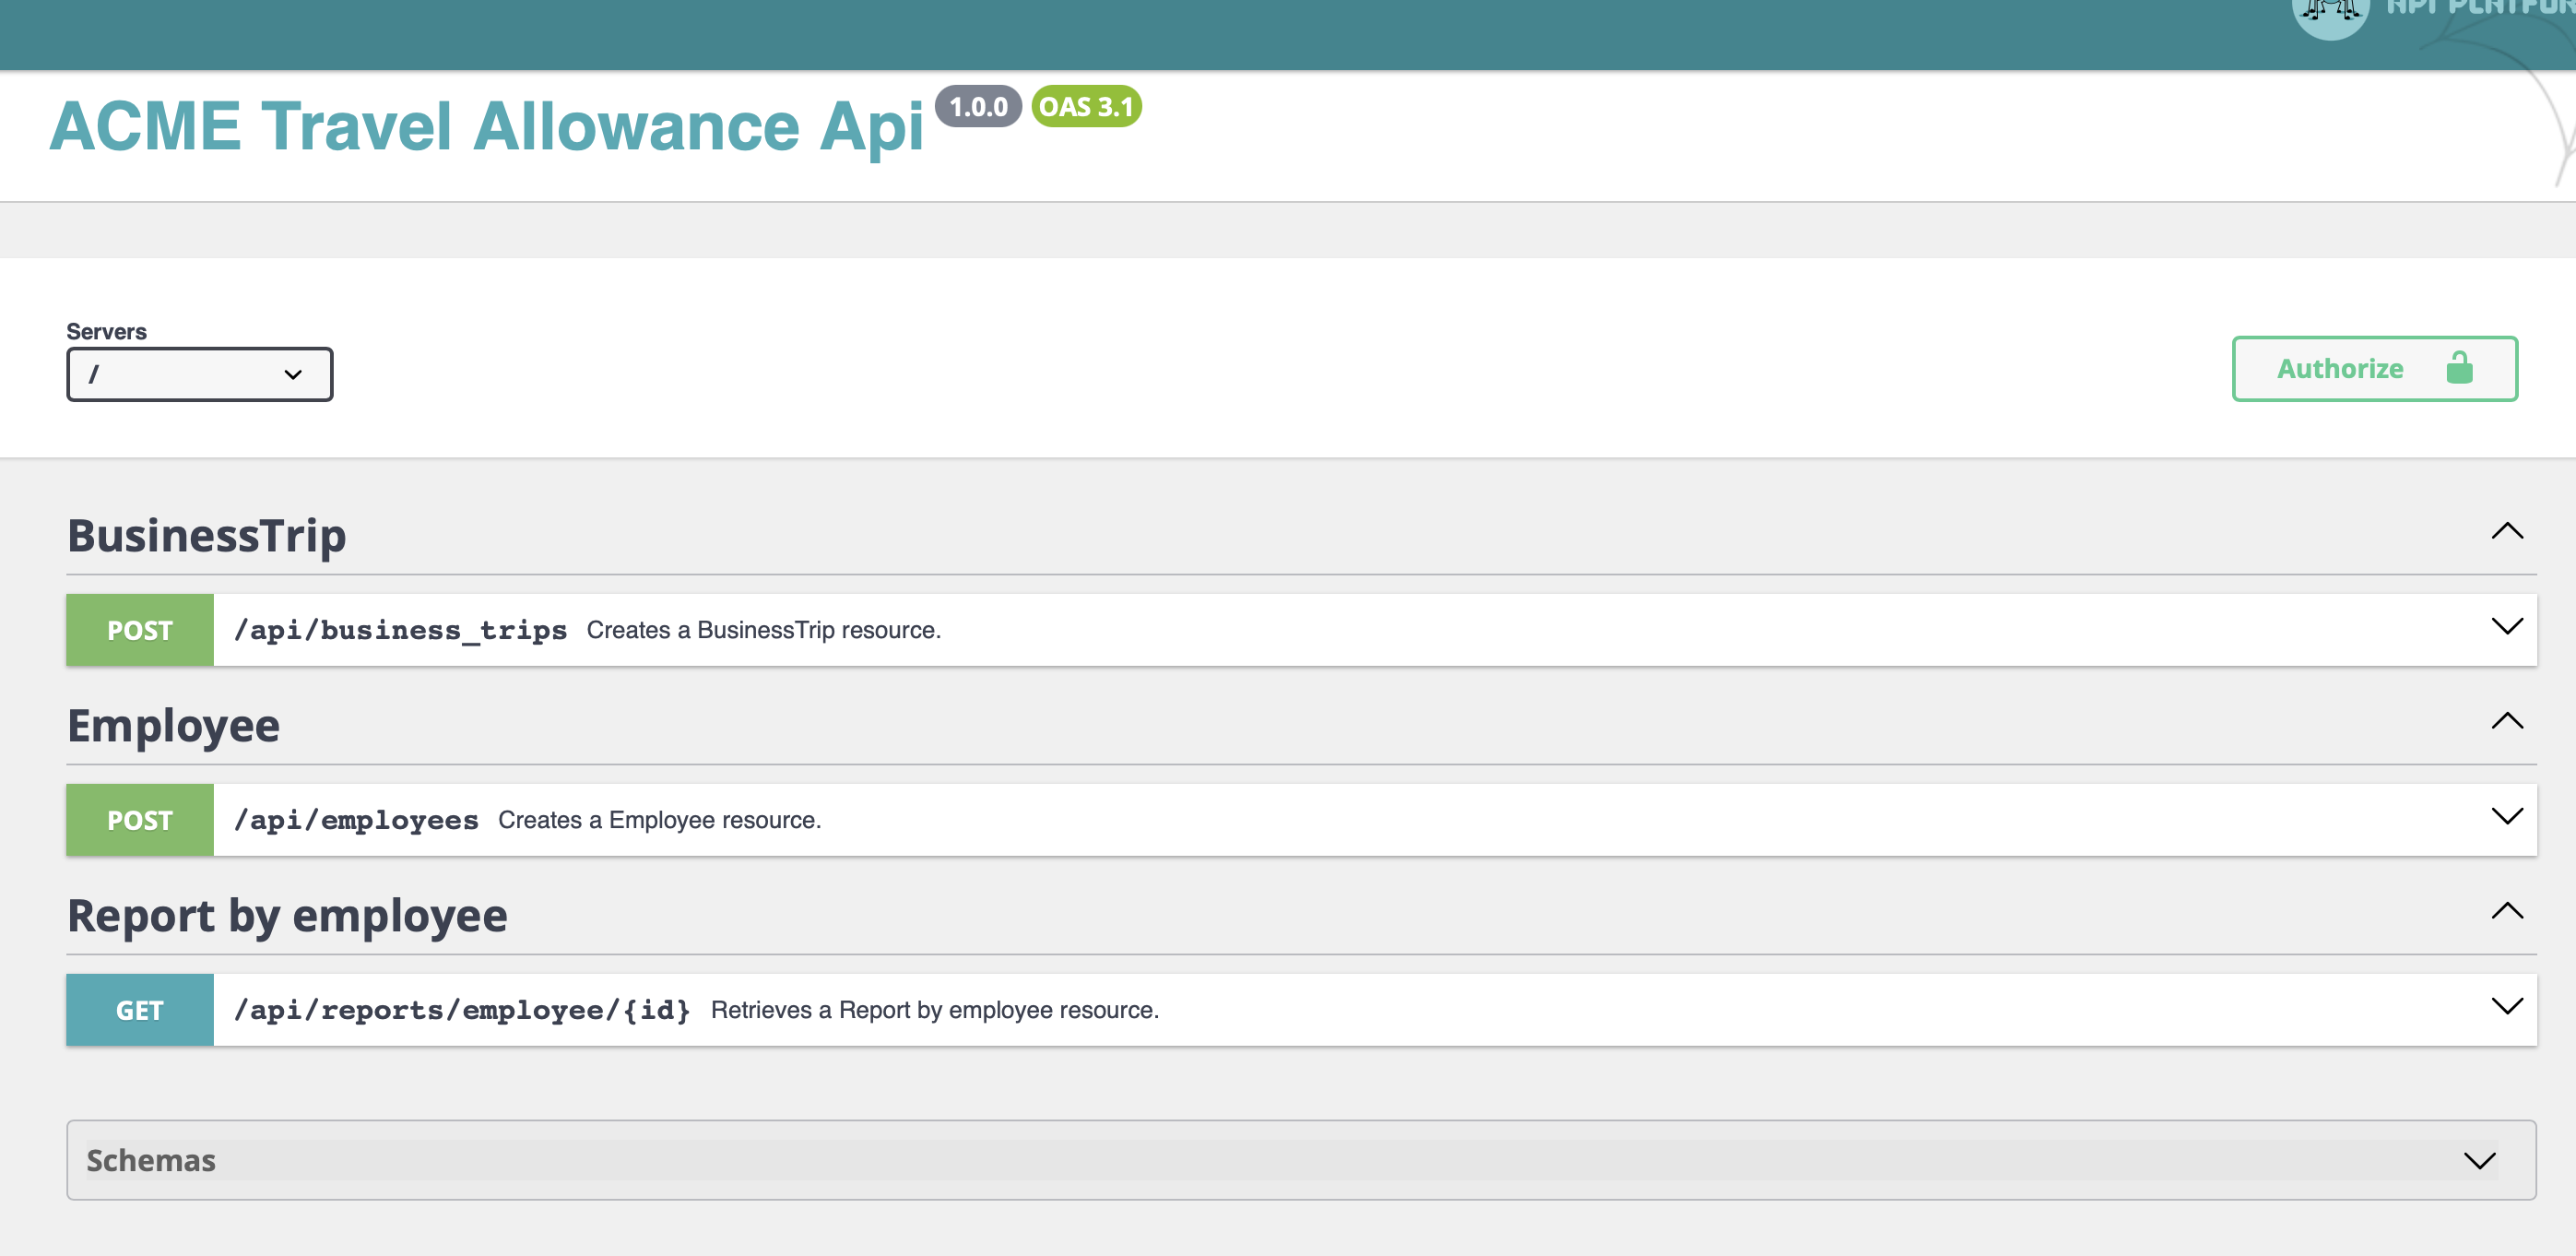 ACME Travel Allowance Api 1.0.0 OAS 3.1
Servers
/
Authorize
BusinessTrip
POST /api/business_trips Creates a BusinessTrip resource.
Employee
POST /api/employees Creates a Employee resource.
Report by employee
GET /api/reports/employee/{id} Retrieves a Report by employee resource.
Schemas